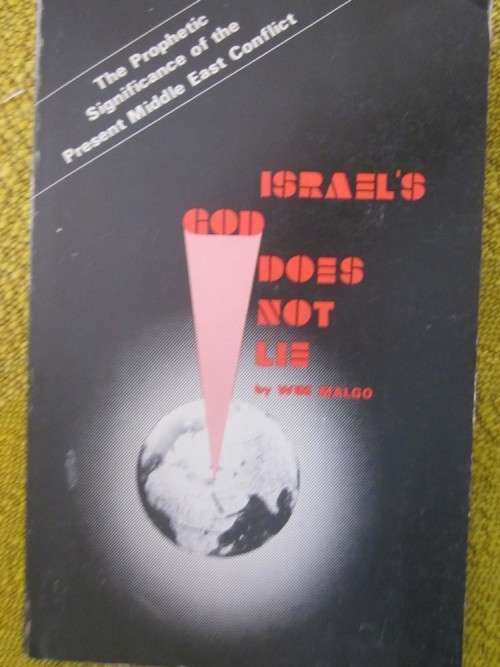 The Prophetic
Significance of the
Present Middle East Conflict
ISRAEL'S
GOD
DOES
NOT
LIE
by WIM MALGO